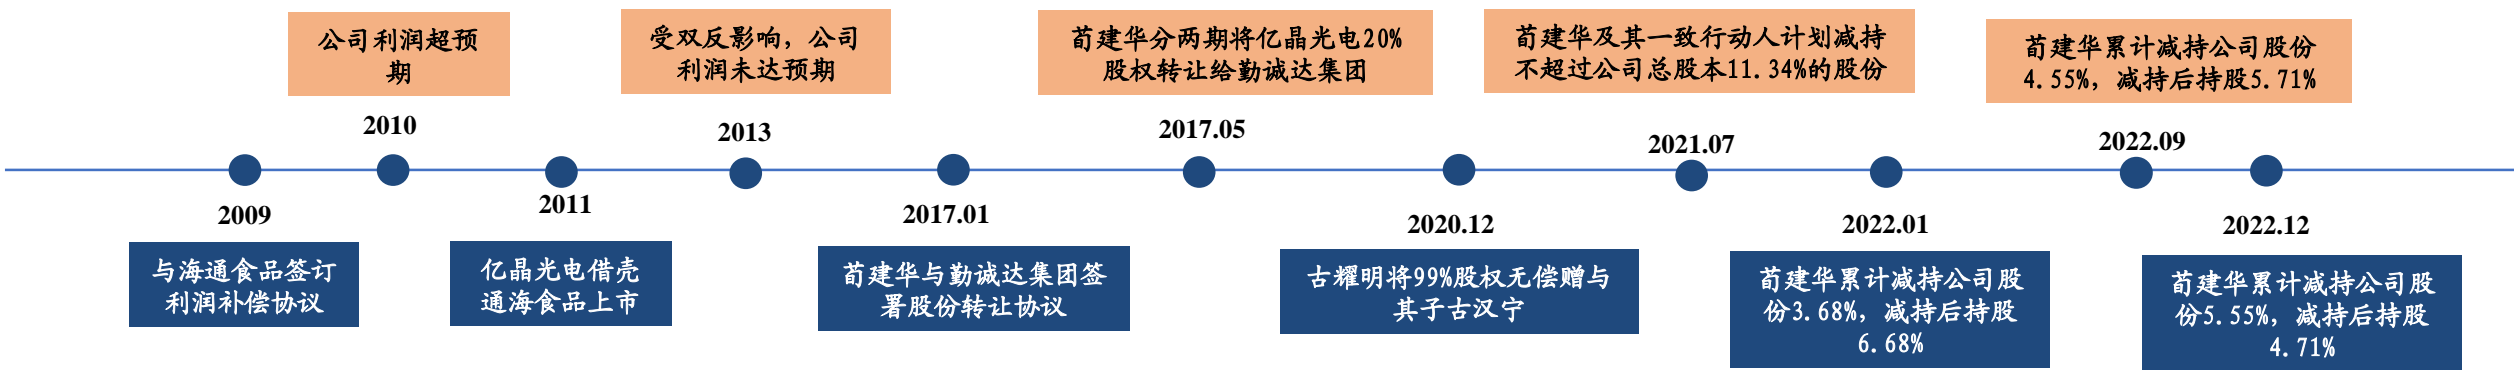 公司利润超预
期
2010
受双反影响，公司
利润未达预期
2013
荀建华分两期将亿晶光电20%
股权转让给勤诚达集团
2017.05
荀建华及其一致行动人计划减持
不超过公司总股本11.34%的股份
2021.07
荀建华累计减持公司股份
4.55%，减持后持股5.71%
2022.09
2009
与海通食品签订
利润补偿协议
2011
亿晶光电借壳
通海食品上市
2017.01
荀建华与勤诚达集团签
署股份转让协议
2020.12
古耀明将99%股权无偿赠与
其子古汉宁
2022.01
荀建华累计减持公司股
份3.68%，减持后持股
6.68%
2022.12
荀建华累计减持公司股
份5.55%，减持后持股
4.71%